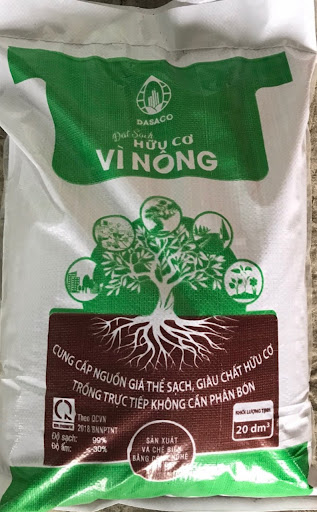 DASACO
Đất Sạch
HỮU CƠ
VÌ NÔNG
CUNG CẤP NGUỒN GIÁ THỂ SẠCH, GIÀU CHẤT HỮU CƠ
TRỒNG TRỰC TIẾP KHÔNG CẦN PHÂN BÓN
Theo QCVN
2018 BNNPTNT
Độ sạch: 99%
Độ ẩm: ≤-30%
SẢN XUẤT
VÀ CHẾ BIẾN
BẰNG CÔNG NGHỆ
KHỐI LƯỢNG TỊNH
20 dm³